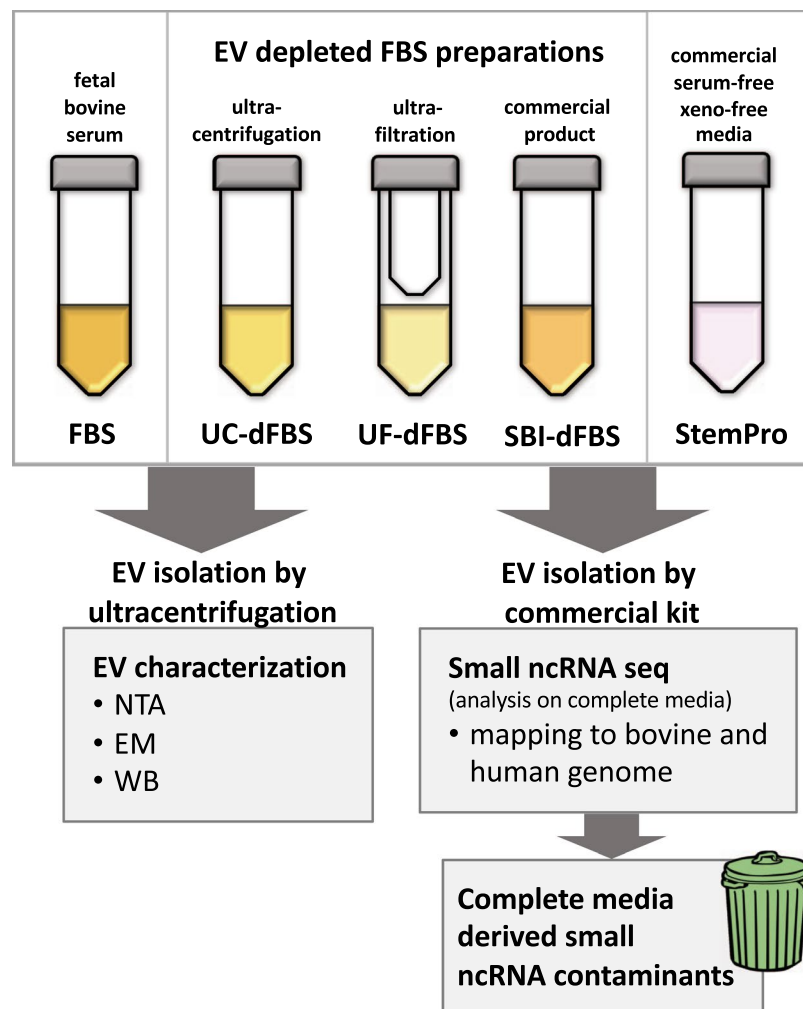 EV depleted FBS preparations
fetal
bovine
serum
ultra-
centrifugation
ultra-
filtration
commercial
product
commercial
serum-free
xeno-free
media
FBS
UC-dFBS
UF-dFBS
SBI-dFBS
StemPro
EV isolation by
ultracentrifugation
EV characterization
• NTA
• EM
• WB
EV isolation by
commercial kit
Small ncRNA seq
(analysis on complete media)
• mapping to bovine and
human genome
Complete media
derived small
ncRNA contaminants